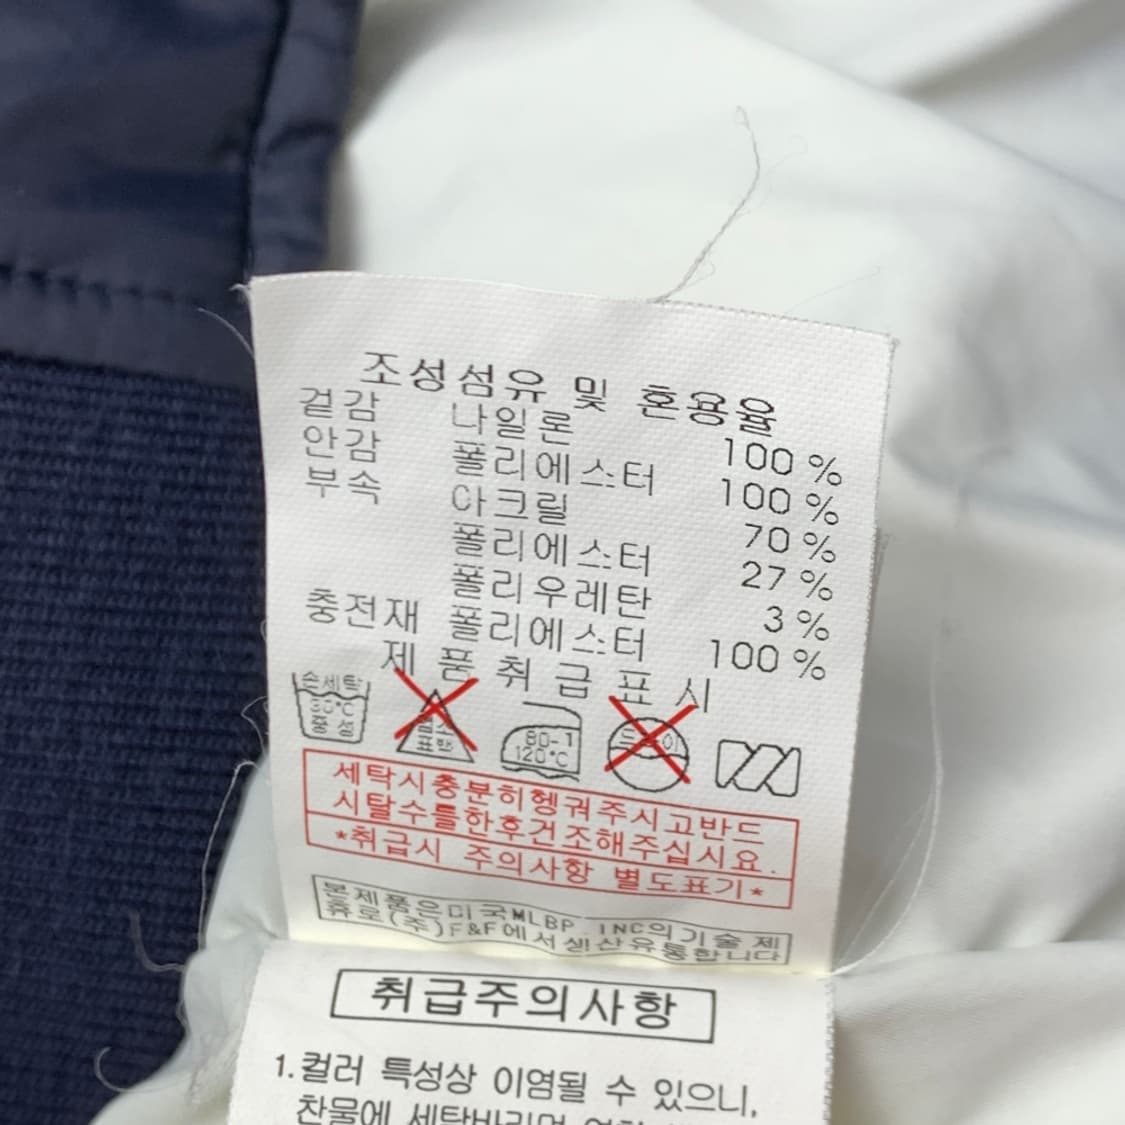 조성섬유 및 혼용율
겉감 나일론 100 %
안감 폴리에스터 100 %
부속 아크릴 70 %
폴리에스터 27 %
폴리우레탄 3 %
충전재 폴리에스터 100 %
제 품 취 급 표 시
손세탁
30°C
중 성
염소
표백
80-1
120°C
드라이
세탁시충분히헹궈주시고반드
시탈수를한후건조해주십시요.
*취급시 주의사항 별도표기*
본제품은미국MLBP. INC의기술제
휴로(주)F&F에서생산유통합니다
취급주의사항
1.컬러 특성상 이염될 수 있으니,
찬물에